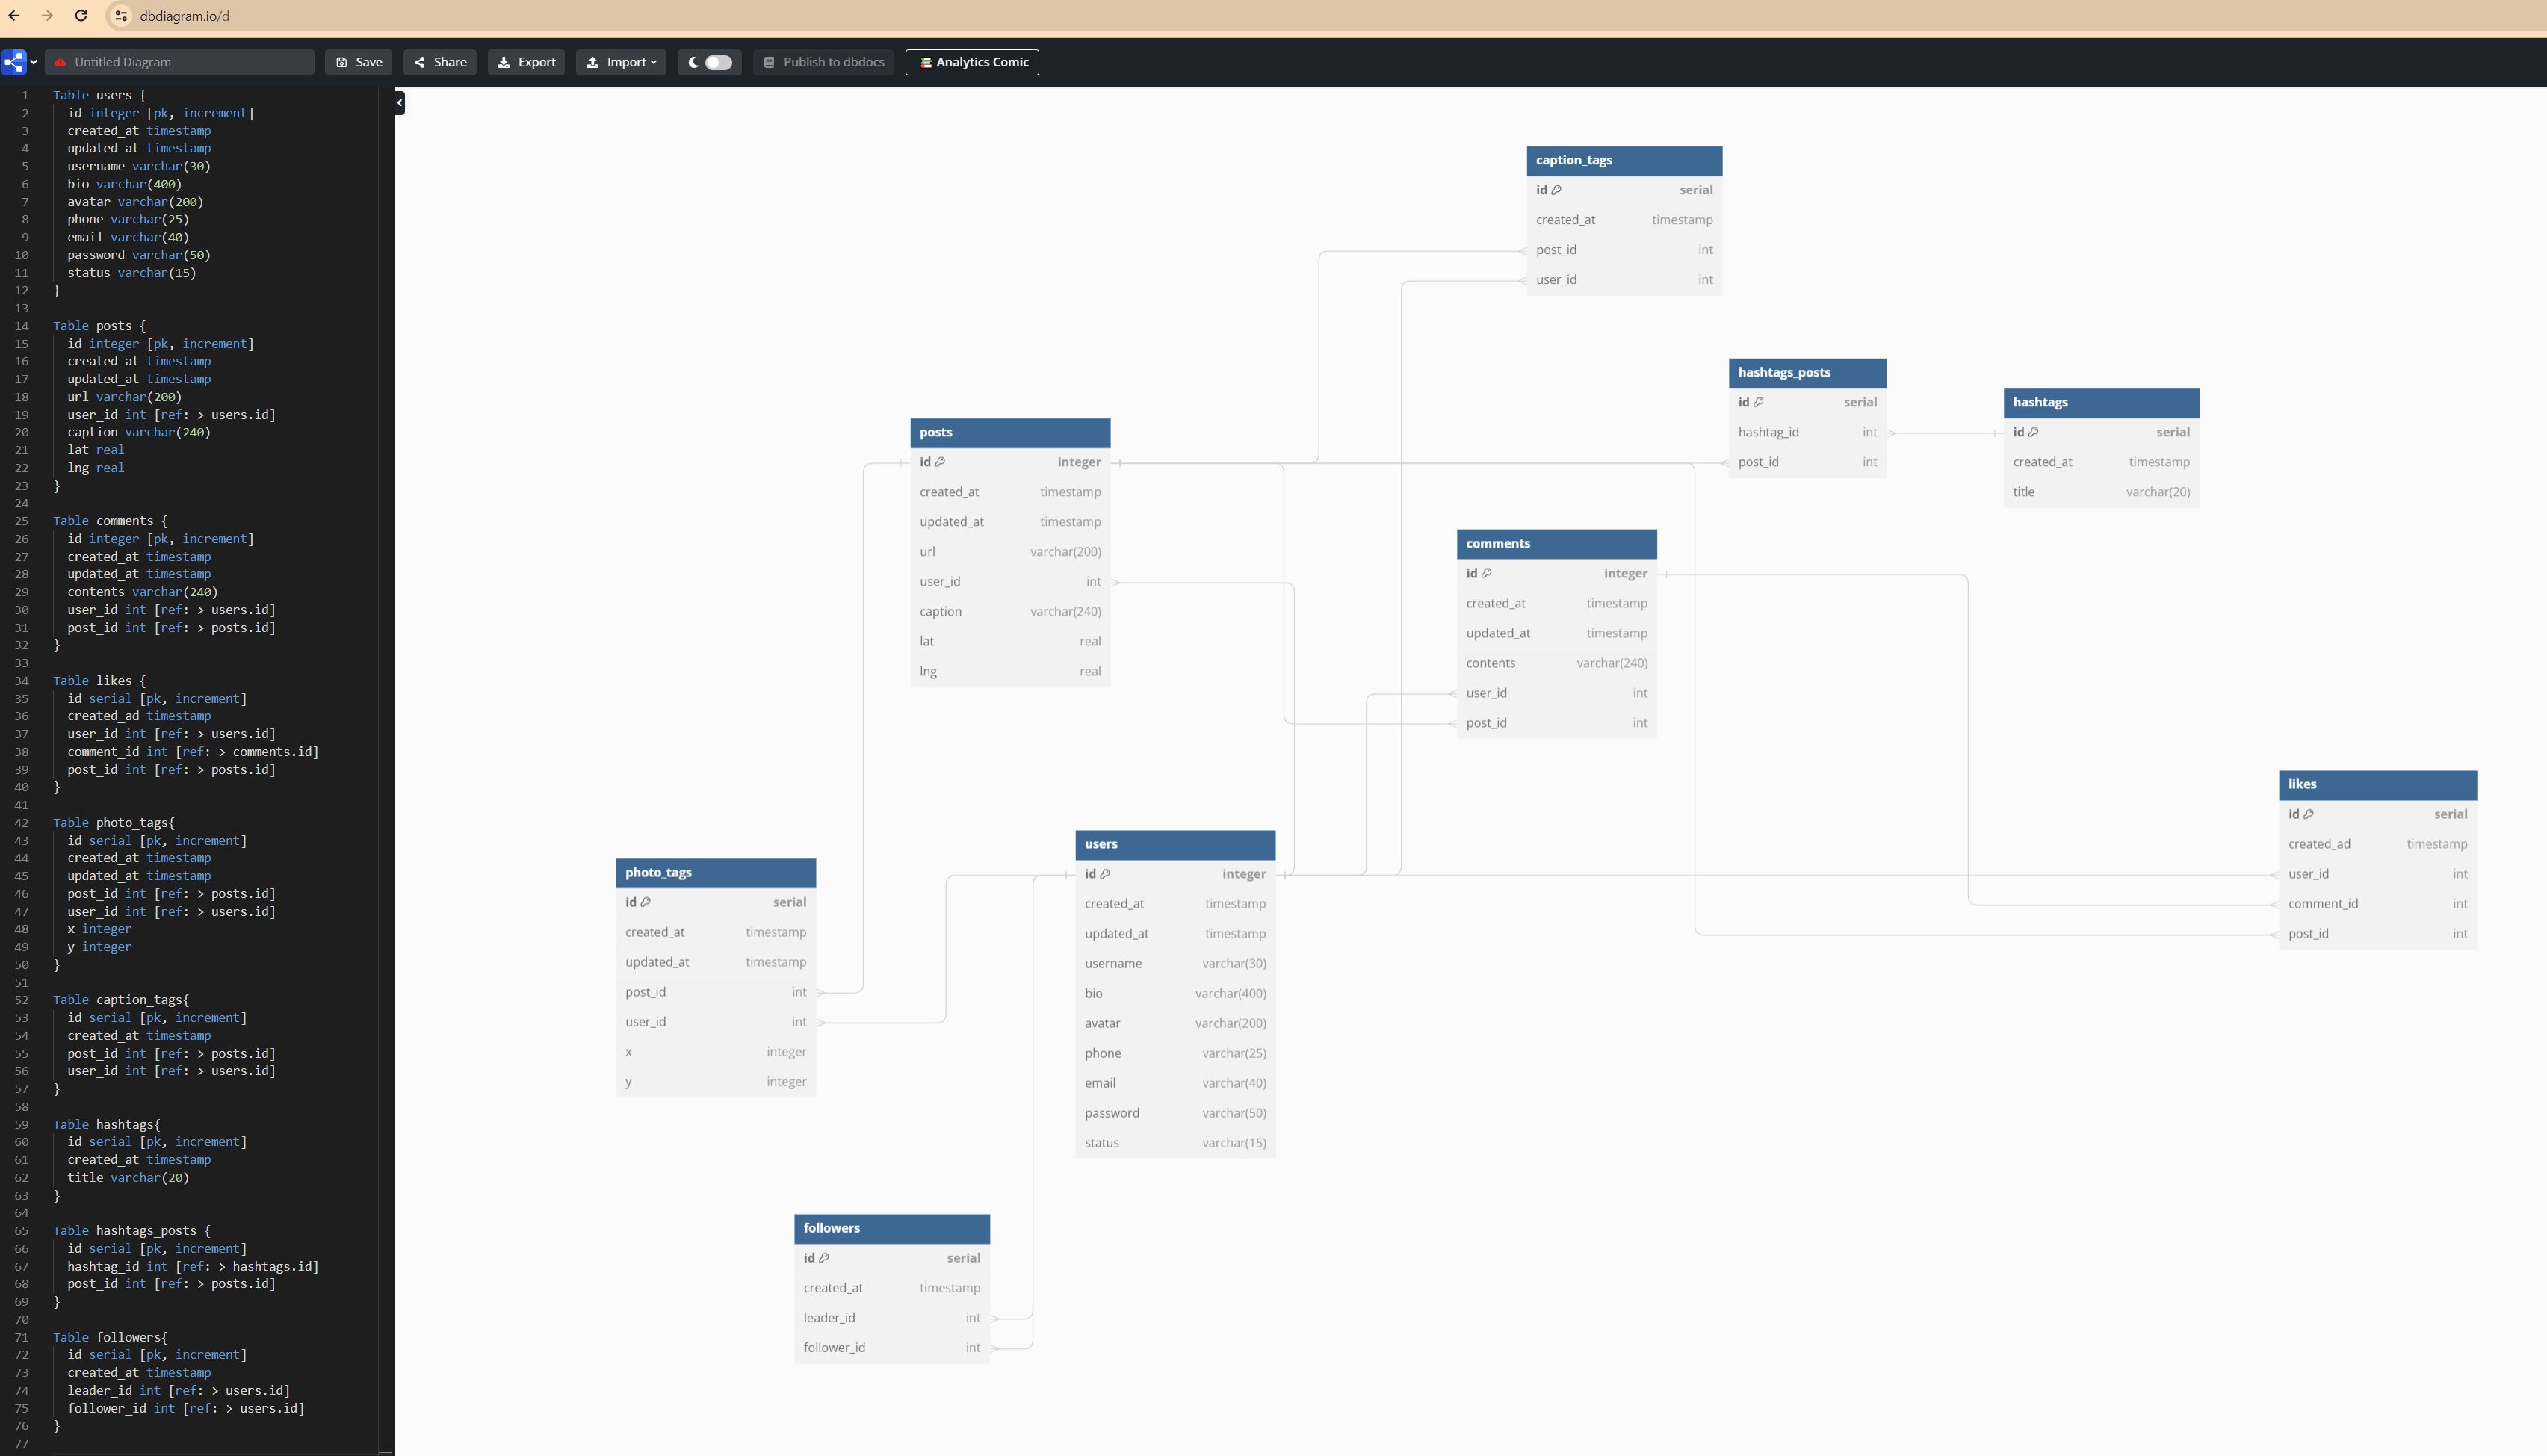 dbdiagram.io/d
Untitled Diagram Save Share Export Import Publish to dbdocs Analytics Comic
1 Table users {
2 id integer [pk, increment]
3 created_at timestamp
4 updated_at timestamp
5 username varchar(30)
6 bio varchar(400)
7 avatar varchar(200)
8 phone varchar(25)
9 email varchar(40)
10 password varchar(50)
11 status varchar(15)
12 }
13
14 Table posts {
15 id integer [pk, increment]
16 created_at timestamp
17 updated_at timestamp
18 url varchar(200)
19 user_id int [ref: > users.id]
20 caption varchar(240)
21 lat real
22 lng real
23 }
24
25 Table comments {
26 id integer [pk, increment]
27 created_at timestamp
28 updated_at timestamp
29 contents varchar(240)
30 user_id int [ref: > users.id]
31 post_id int [ref: > posts.id]
32 }
33
34 Table likes {
35 id serial [pk, increment]
36 created_ad timestamp
37 user_id int [ref: > users.id]
38 comment_id int [ref: > comments.id]
39 post_id int [ref: > posts.id]
40 }
41
42 Table photo_tags{
43 id serial [pk, increment]
44 created_at timestamp
45 updated_at timestamp
46 post_id int [ref: > posts.id]
47 user_id int [ref: > users.id]
48 x integer
49 y integer
50 }
51
52 Table caption_tags{
53 id serial [pk, increment]
54 created_at timestamp
55 post_id int [ref: > posts.id]
56 user_id int [ref: > users.id]
57 }
58
59 Table hashtags{
60 id serial [pk, increment]
61 created_at timestamp
62 title varchar(20)
63 }
64
65 Table hashtags_posts {
66 id serial [pk, increment]
67 hashtag_id int [ref: > hashtags.id]
68 post_id int [ref: > posts.id]
69 }
70
71 Table followers{
72 id serial [pk, increment]
73 created_at timestamp
74 leader_id int [ref: > users.id]
75 follower_id int [ref: > users.id]
76 }
77
caption_tags
id serial
created_at timestamp
post_id int
user_id int
hashtags_posts
id serial
hashtag_id int
post_id int
hashtags
id serial
created_at timestamp
title varchar(20)
posts
id integer
created_at timestamp
updated_at timestamp
url varchar(200)
user_id int
caption varchar(240)
lat real
lng real
comments
id integer
created_at timestamp
updated_at timestamp
contents varchar(240)
user_id int
post_id int
likes
id serial
created_ad timestamp
user_id int
comment_id int
post_id int
users
id integer
created_at timestamp
updated_at timestamp
username varchar(30)
bio varchar(400)
avatar varchar(200)
phone varchar(25)
email varchar(40)
password varchar(50)
status varchar(15)
photo_tags
id serial
created_at timestamp
updated_at timestamp
post_id int
user_id int
x integer
y integer
followers
id serial
created_at timestamp
leader_id int
follower_id int